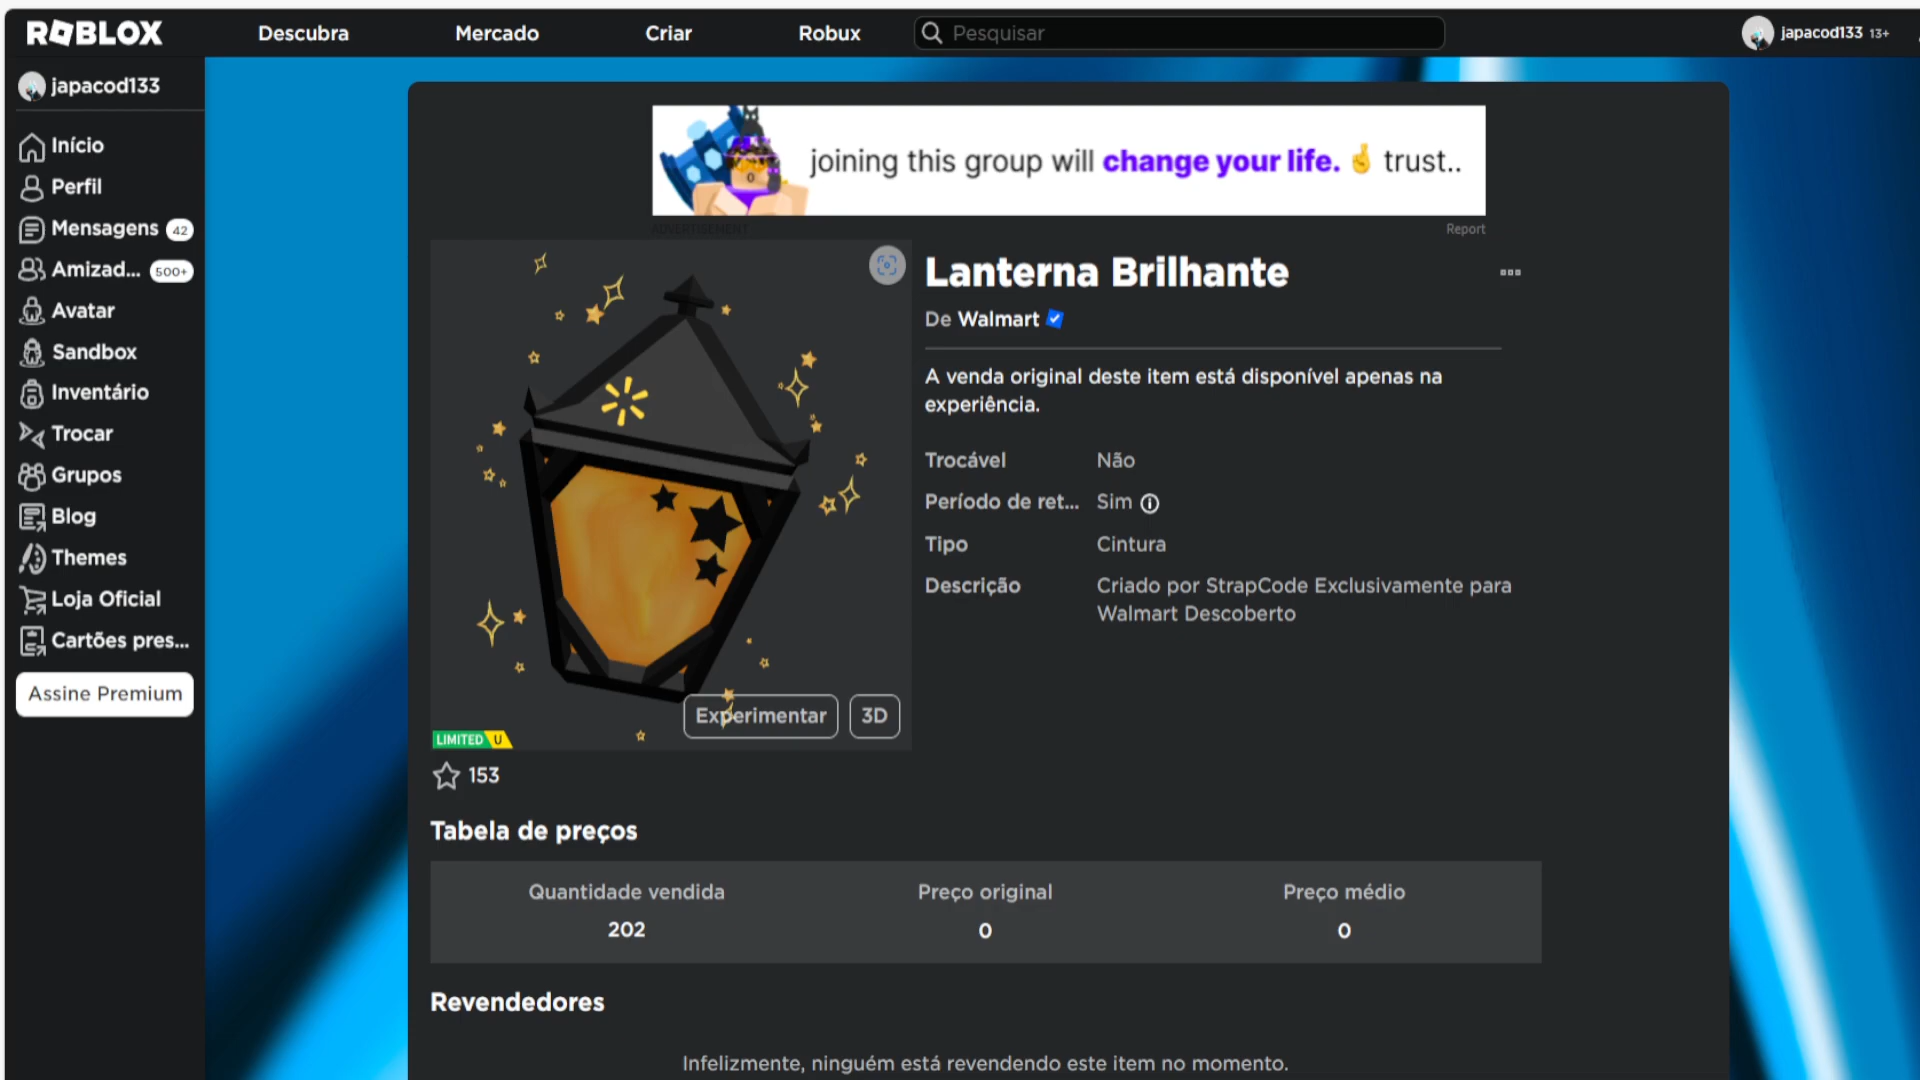 ROBLOX
Descubra
Mercado
Criar
Robux
Pesquisar
japacod133 13+
japacod133
Início
Perfil
Mensagens 42
Amizad... 500+
Avatar
Sandbox
Inventário
Trocar
Grupos
Blog
Themes
Loja Oficial
Cartões pres...
Assine Premium
joining this group will change your life. 🤞 trust..
ADVERTISEMENT
Report
Lanterna Brilhante
De Walmart
A venda original deste item está disponível apenas na
experiência.
Trocável Não
Período de ret... Sim
Tipo Cintura
Descrição Criado por StrapCode Exclusivamente para
Walmart Descoberto
Experimentar
3D
LIMITED U
153
Tabela de preços
Quantidade vendida Preço original Preço médio
202 0 0
Revendedores
Infelizmente, ninguém está revendendo este item no momento.